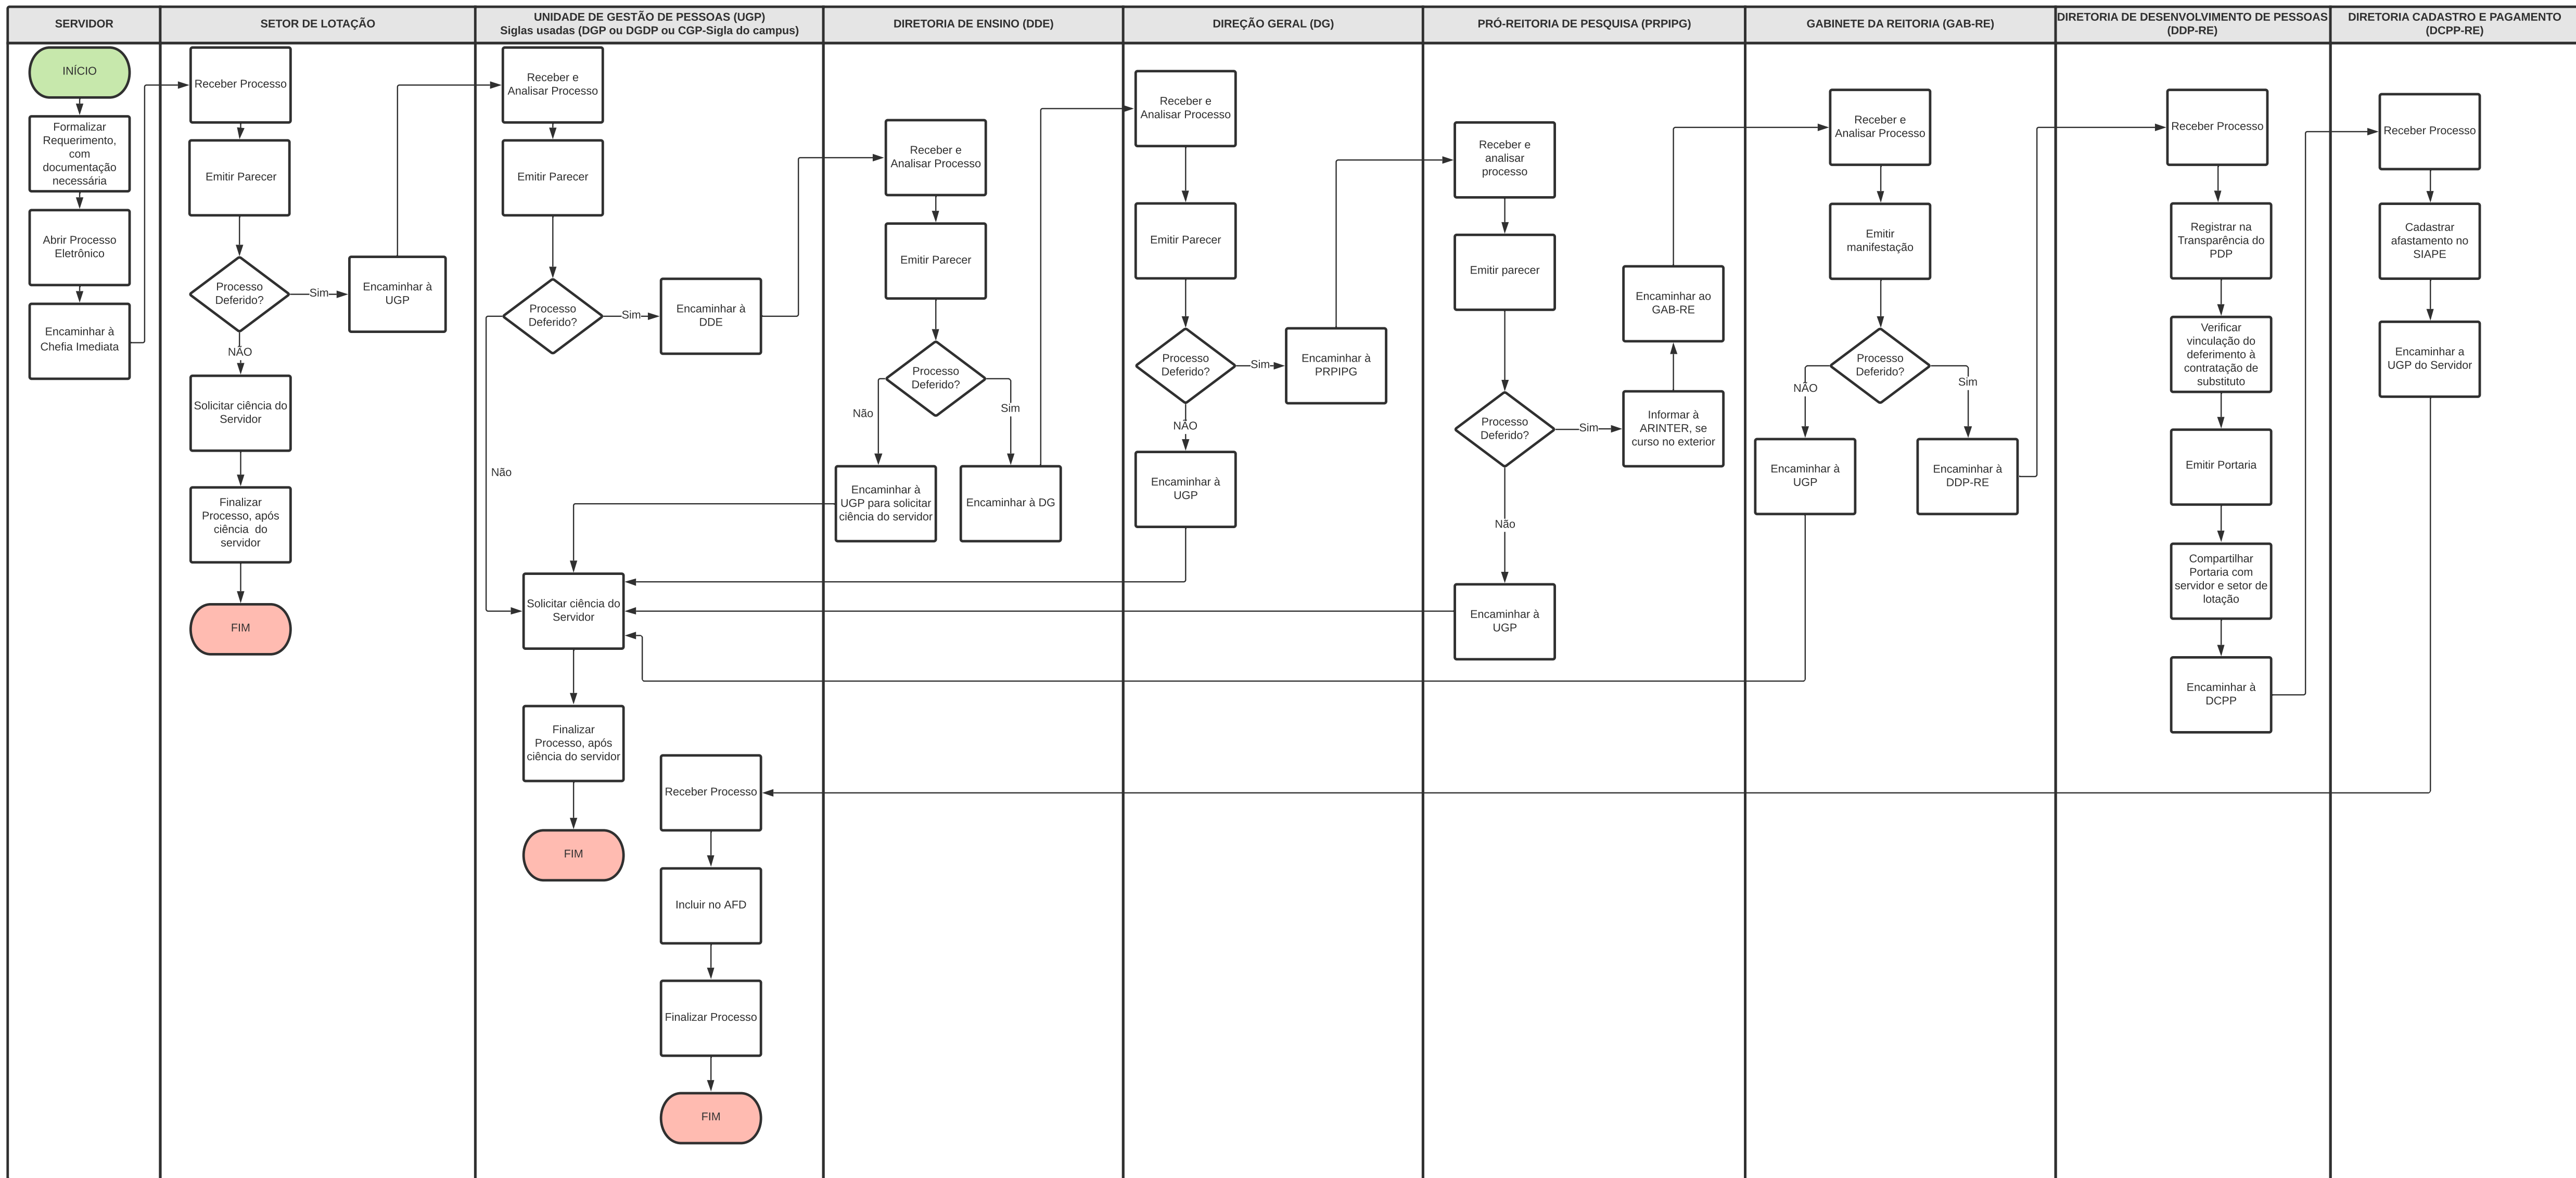 SERVIDOR
SETOR DE LOTAÇÃO
UNIDADE DE GESTÃO DE PESSOAS (UGP)
Siglas usadas (DGP ou DGDP ou CGP-Sigla do campus)
DIRETORIA DE ENSINO (DDE)
DIREÇÃO GERAL (DG)
PRÓ-REITORIA DE PESQUISA (PRPIPG)
GABINETE DA REITORIA (GAB-RE)
DIRETORIA DE DESENVOLVIMENTO DE PESSOAS
(DDP-RE)
DIRETORIA CADASTRO E PAGAMENTO
(DCPP-RE)
INÍCIO
Formalizar
Requerimento,
com
documentação
necessária
Abrir Processo
Eletrônico
Encaminhar à
Chefia Imediata
Receber Processo
Emitir Parecer
Processo
Deferido?
Sim
Encaminhar à
UGP
NÃO
Solicitar ciência do
Servidor
Finalizar
Processo, após
ciência do
servidor
FIM
Receber e
Analisar Processo
Emitir Parecer
Processo
Deferido?
Sim
Encaminhar à
DDE
Não
Solicitar ciência do
Servidor
Finalizar
Processo, após
ciência do servidor
FIM
Receber Processo
Incluir no AFD
Finalizar Processo
FIM
Receber e
Analisar Processo
Emitir Parecer
Processo
Deferido?
Não
Sim
Encaminhar à
UGP para solicitar
ciência do servidor
Encaminhar à DG
Receber e
Analisar Processo
Emitir Parecer
Processo
Deferido?
Sim
Encaminhar à
PRPIPG
NÃO
Encaminhar à
UGP
Receber e
analisar
processo
Emitir parecer
Processo
Deferido?
Sim
Informar à
ARINTER, se
curso no exterior
Encaminhar ao
GAB-RE
Não
Encaminhar à
UGP
Receber e
Analisar Processo
Emitir
manifestação
Processo
Deferido?
NÃO
Sim
Encaminhar à
UGP
Encaminhar à
DDP-RE
Receber Processo
Registrar na
Transparência do
PDP
Verificar
vinculação do
deferimento à
contratação de
substituto
Emitir Portaria
Compartilhar
Portaria com
servidor e setor de
lotação
Encaminhar à
DCPP
Receber Processo
Cadastrar
afastamento no
SIAPE
Encaminhar a
UGP do Servidor